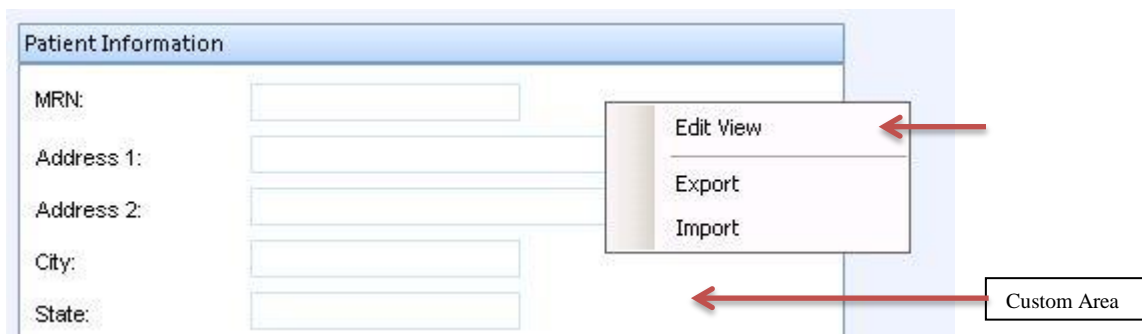 Patient Information
MRN:
Edit View
Address 1:
Export
Address 2:
Import
City:
Custom Area
State: